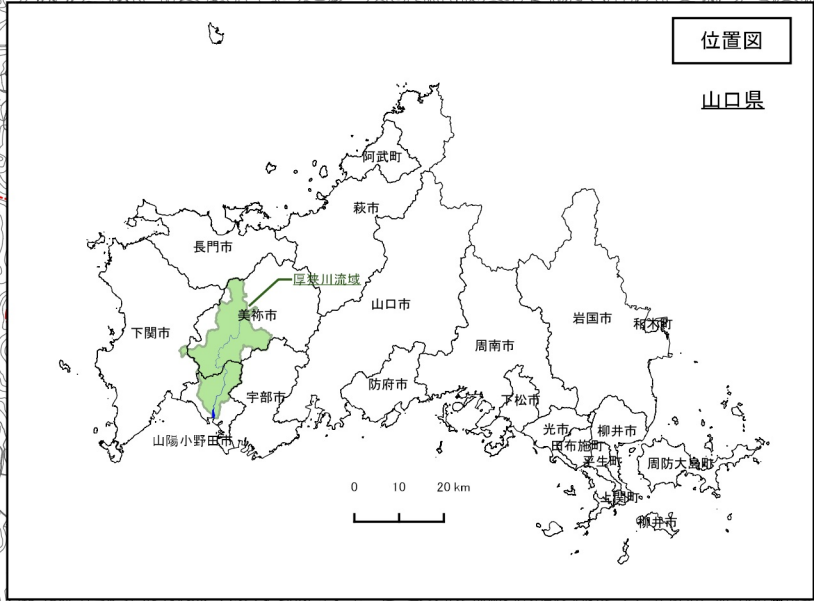 位置図
山口県
阿武町
萩市
長門市
厚狭川流域
山口市
美祢市
岩国市
和木町
下関市
周南市
防府市
宇部市
下松市
光市
柳井市
山陽小野田市
田布施町
平生町
周防大島町
上関町
柳井市
0 10 20 km